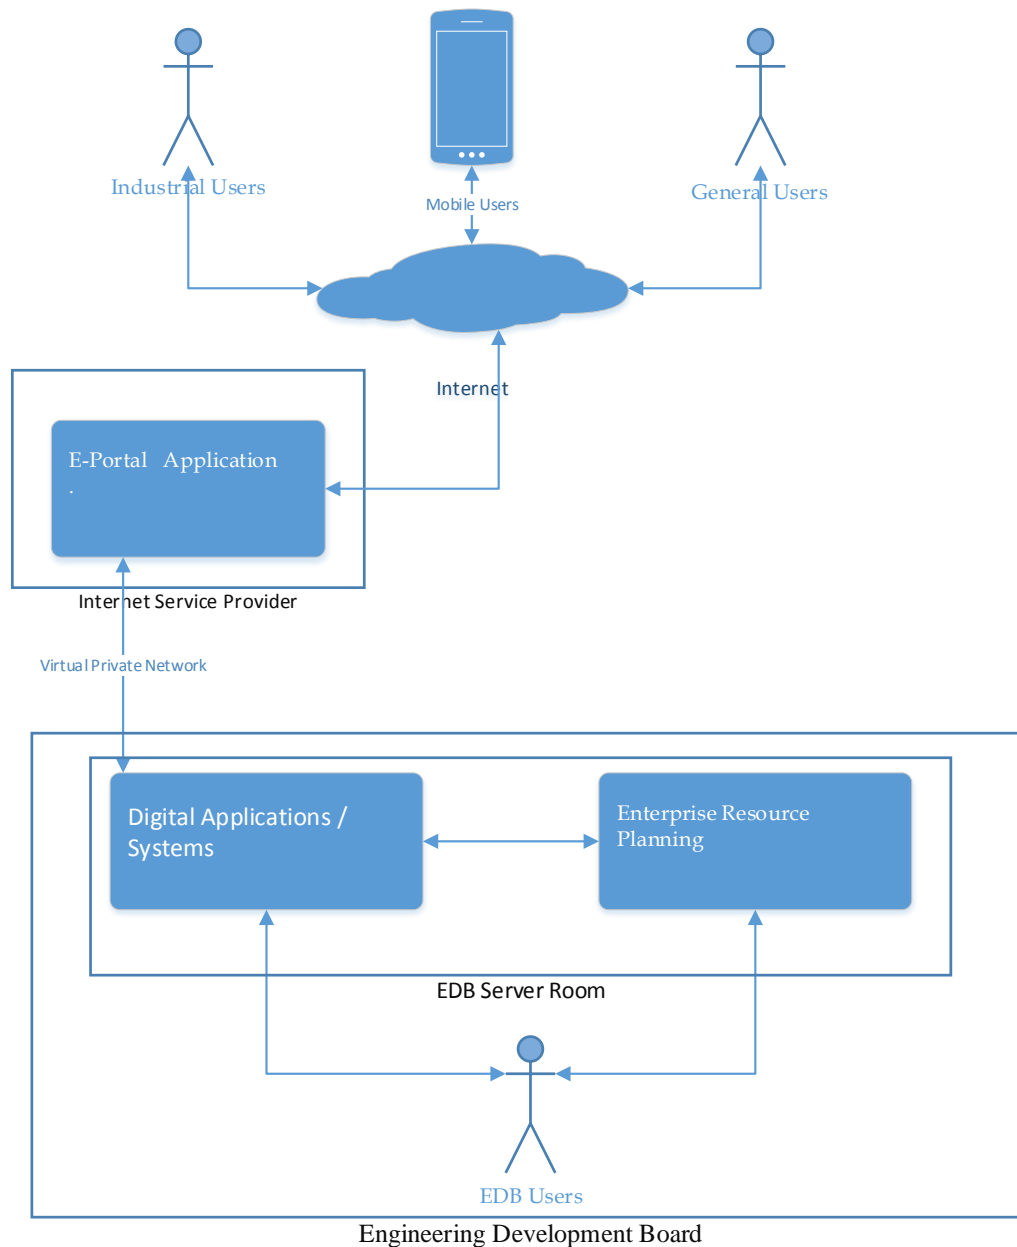 Industrial Users
Mobile Users
General Users
Internet
E-Portal Application
.
Internet Service Provider
Virtual Private Network
Digital Applications /
Systems
Enterprise Resource
Planning
EDB Server Room
EDB Users
Engineering Development Board